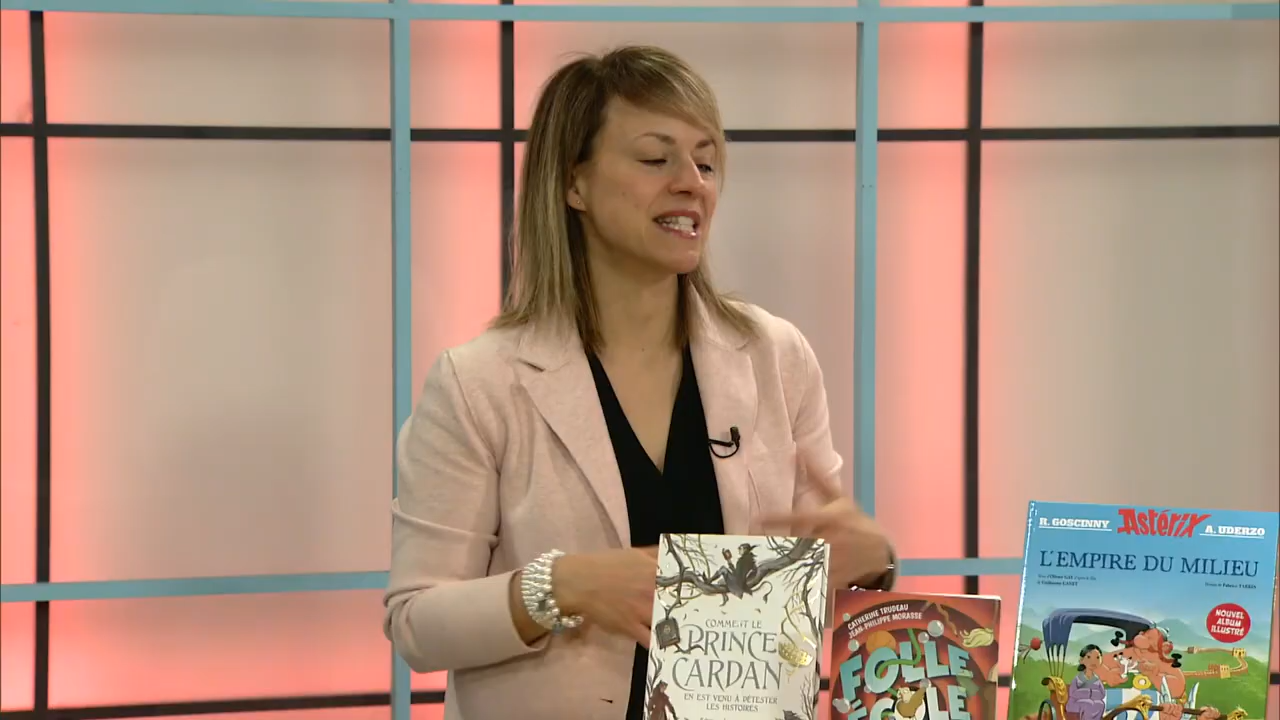 COMMENT LE
PRINCE
CARDAN
EN EST VENU À DÉTESTER
LES HISTOIRES
CATHERINE TRUDEAU
JEAN-PHILIPPE MORASSE
FOLLE
R. GOSCINNY Astérix A. UDERZO
L'EMPIRE DU MILIEU
NOUVEL
ALBUM
ILLUSTRÉ